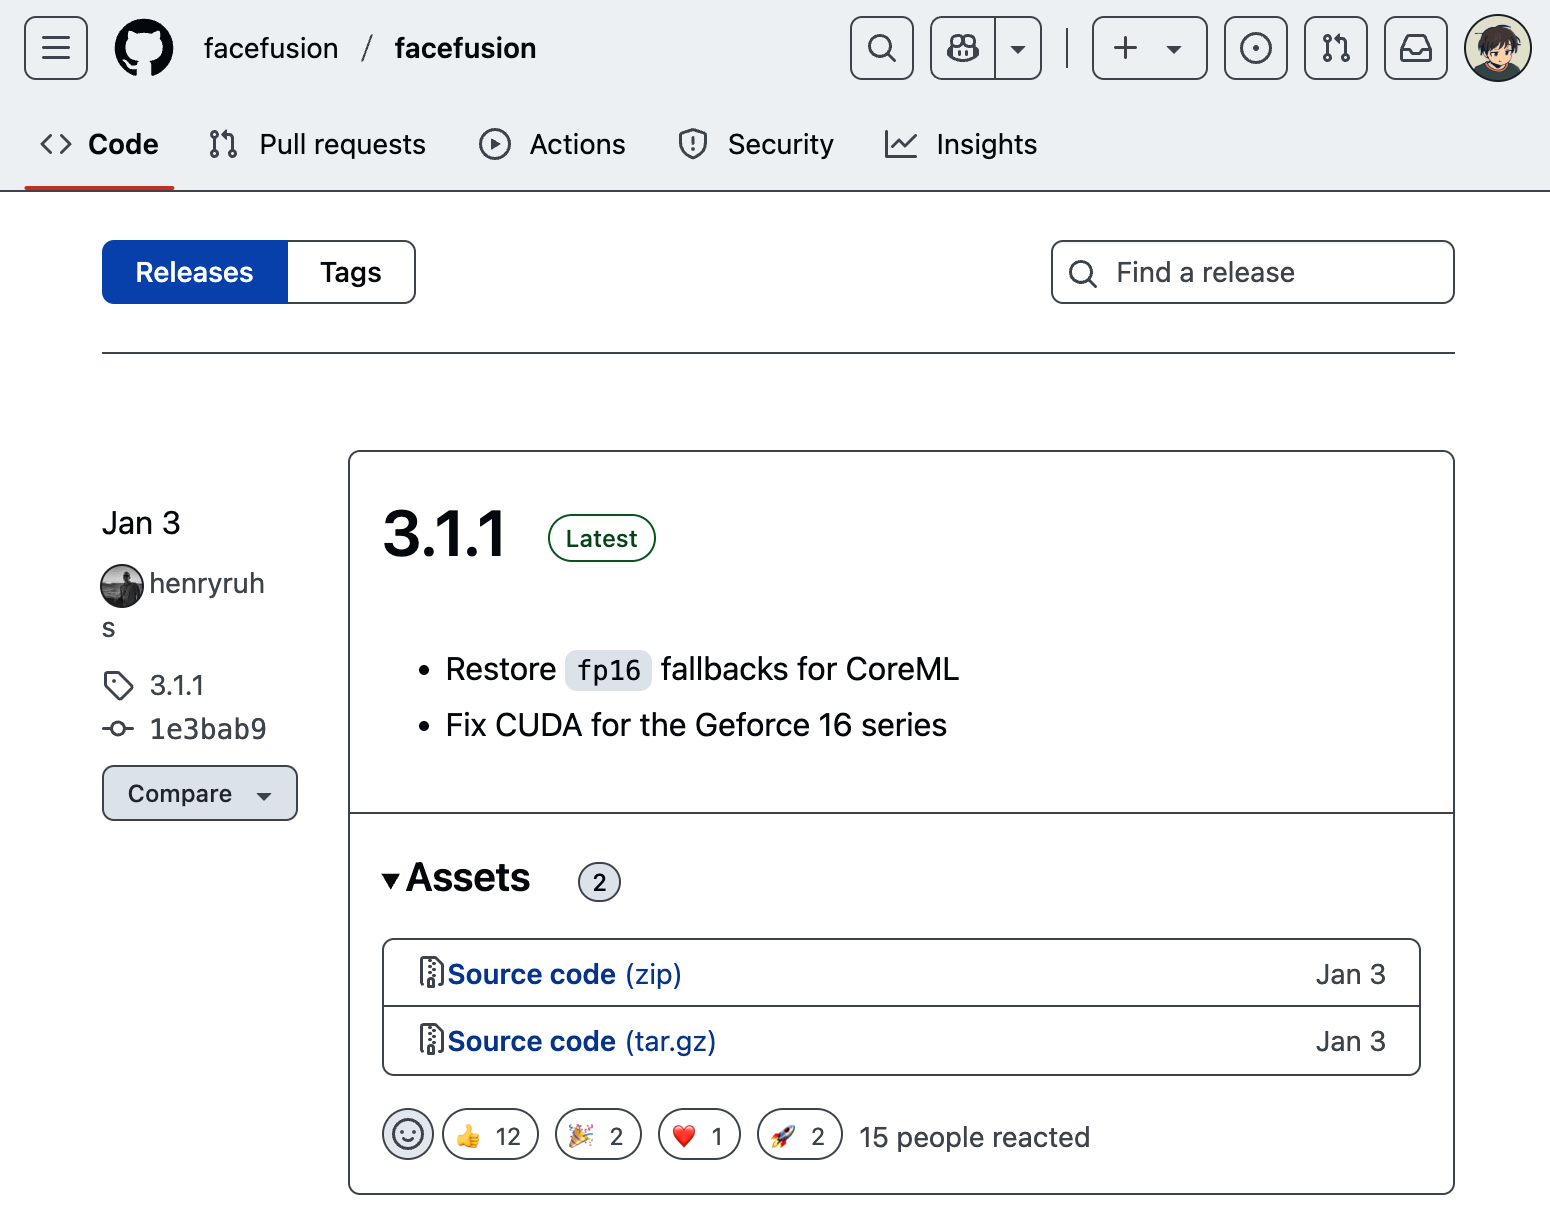 facefusion / facefusion
Code Pull requests Actions Security Insights
Releases Tags Find a release
Jan 3
henryruh
s
3.1.1
1e3bab9
Compare
3.1.1 Latest
• Restore fp16 fallbacks for CoreML
• Fix CUDA for the Geforce 16 series
Assets 2
Source code (zip) Jan 3
Source code (tar.gz) Jan 3
👍 12 🎉 2 ❤️ 1 🚀 2 15 people reacted